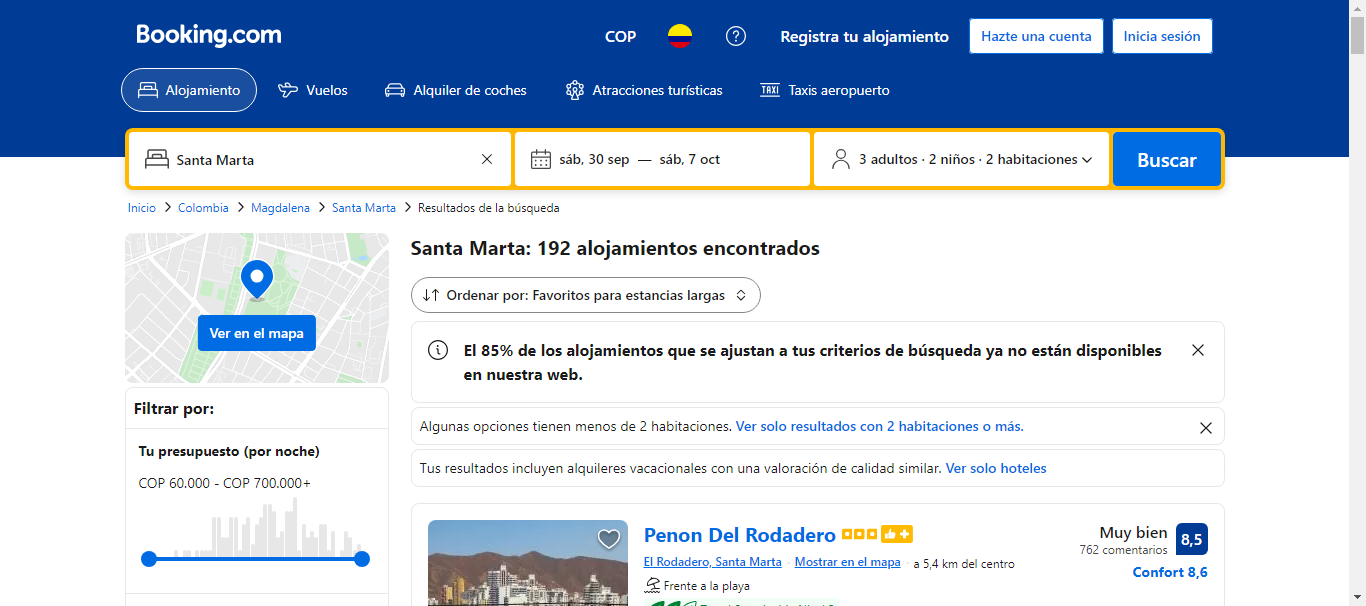 Booking.com
COP
Registra tu alojamiento
Hazte una cuenta
Inicia sesión
Alojamiento
Vuelos
Alquiler de coches
Atracciones turísticas
TAXI
Taxis aeropuerto
Santa Marta
sáb, 30 sep — sáb, 7 oct
3 adultos · 2 niños · 2 habitaciones
Buscar
Inicio > Colombia > Magdalena > Santa Marta > Resultados de la búsqueda
Ver en el mapa
Filtrar por:
Tu presupuesto (por noche)
COP 60.000 - COP 700.000+
Santa Marta: 192 alojamientos encontrados
Ordenar por: Favoritos para estancias largas
El 85% de los alojamientos que se ajustan a tus criterios de búsqueda ya no están disponibles
en nuestra web.
Algunas opciones tienen menos de 2 habitaciones. Ver solo resultados con 2 habitaciones o más.
Tus resultados incluyen alquileres vacacionales con una valoración de calidad similar. Ver solo hoteles
Penon Del Rodadero
El Rodadero, Santa Marta · Mostrar en el mapa · a 5,4 km del centro
Frente a la playa
Muy bien
762 comentarios
8,5
Confort 8,6